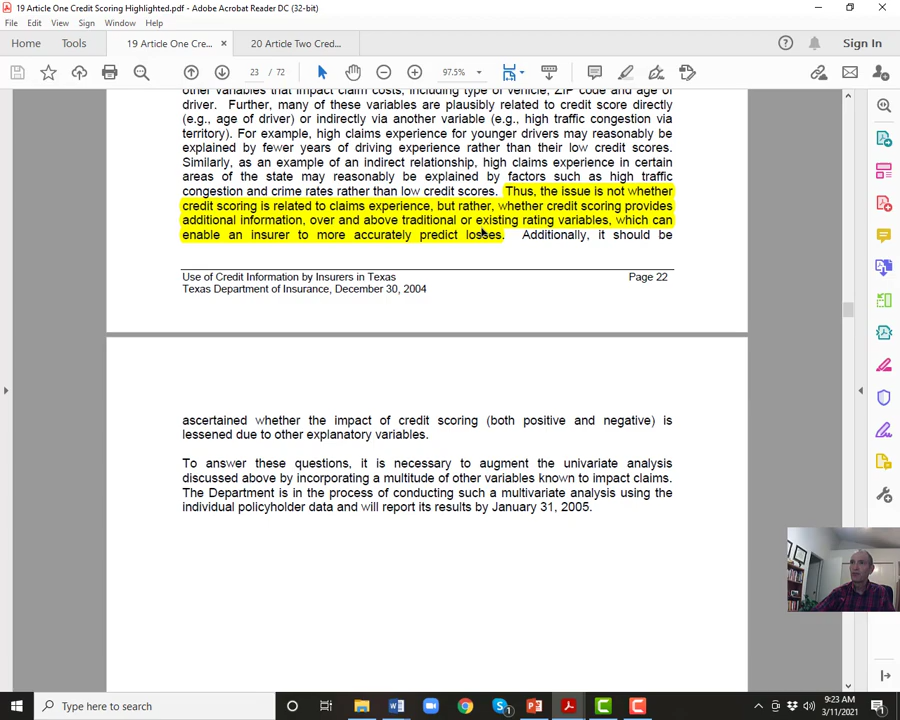 19 Article One Credit Scoring Highlighted.pdf - Adobe Acrobat Reader DC (32-bit)
File Edit View Sign Window Help
Home Tools 19 Article One Cre... × 20 Article Two Cred... Sign In
23 / 72 97.5%
other variables that impact claim costs, including type of vehicle, ZIP code and age of
driver. Further, many of these variables are plausibly related to credit score directly
(e.g., age of driver) or indirectly via another variable (e.g., high traffic congestion via
territory). For example, high claims experience for younger drivers may reasonably be
explained by fewer years of driving experience rather than their low credit scores.
Similarly, as an example of an indirect relationship, high claims experience in certain
areas of the state may reasonably be explained by factors such as high traffic
congestion and crime rates rather than low credit scores. Thus, the issue is not whether
credit scoring is related to claims experience, but rather, whether credit scoring provides
additional information, over and above traditional or existing rating variables, which can
enable an insurer to more accurately predict losses. Additionally, it should be
Use of Credit Information by Insurers in Texas Page 22
Texas Department of Insurance, December 30, 2004
ascertained whether the impact of credit scoring (both positive and negative) is
lessened due to other explanatory variables.
To answer these questions, it is necessary to augment the univariate analysis
discussed above by incorporating a multitude of other variables known to impact claims.
The Department is in the process of conducting such a multivariate analysis using the
individual policyholder data and will report its results by January 31, 2005.
Type here to search
9:23 AM
3/11/2021